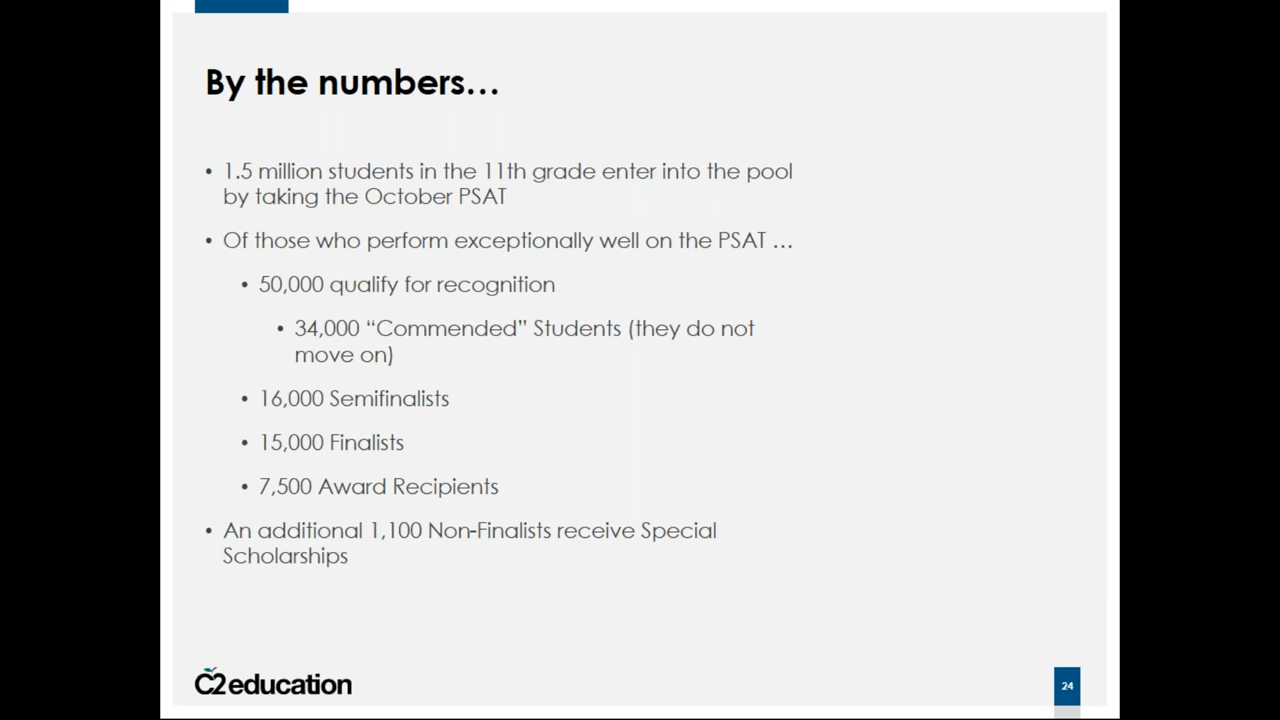 By the numbers…
• 1.5 million students in the 11th grade enter into the pool
by taking the October PSAT
• Of those who perform exceptionally well on the PSAT …
• 50,000 qualify for recognition
• 34,000 “Commended” Students (they do not
move on)
• 16,000 Semifinalists
• 15,000 Finalists
• 7,500 Award Recipients
• An additional 1,100 Non-Finalists receive Special
Scholarships
C2education
24